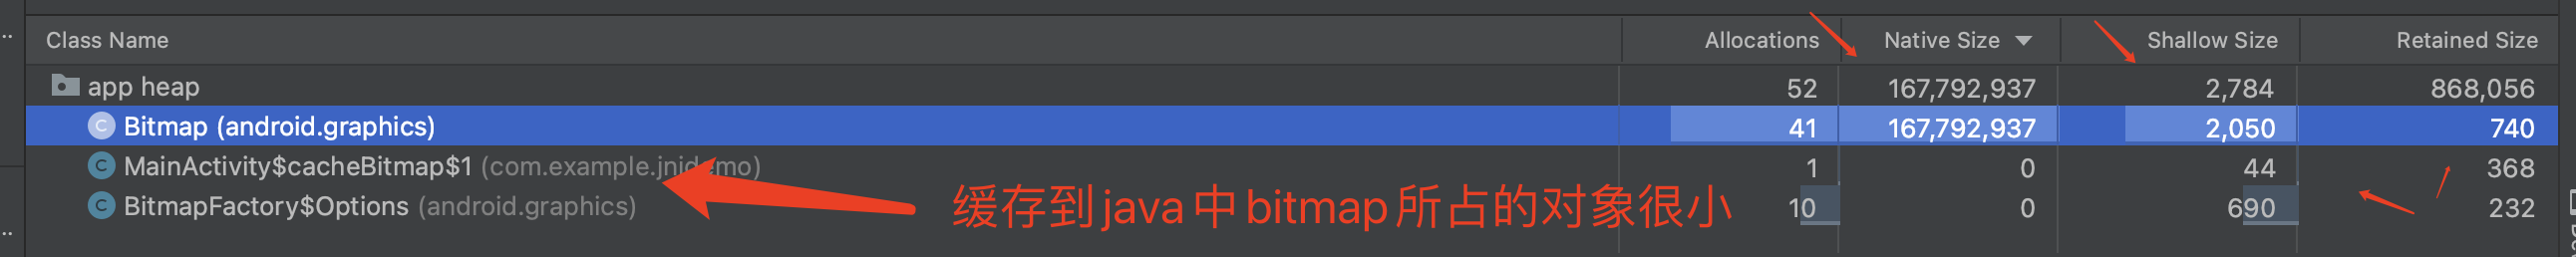 Class Name Allocations Native Size Shallow Size Retained Size
app heap 52 167,792,937 2,784 868,056
Bitmap (android.graphics) 41 167,792,937 2,050 740
MainActivity$cacheBitmap$1 (com.example.jnidemo) 1 0 44 368
BitmapFactory$Options (android.graphics) 10 0 690 232
缓存到java中bitmap所占的对象很小